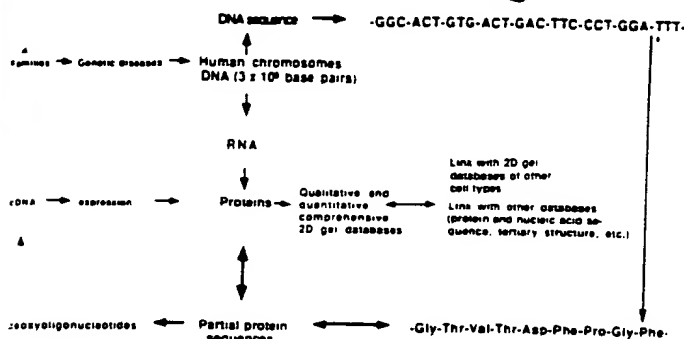 DNA sequence
-GGC-ACT-GTG-ACT-GAC-TTC-CCT-GGA-TTT-
Genetic diseases
Human chromosomes
DNA (3 x 10⁹ base pairs)
RNA
cDNA
expression
Proteins
Qualitative and
quantitative
comprehensive
2D gel databases
Link with 2D gel
databases of other
cell types
Link with other databases
(protein and nucleic acid se-
quence, tertiary structure, etc.)
eoxyoligonucleotides
Partial protein
sequences
-Gly-Thr-Val-Thr-Asp-Phe-Pro-Gly-Phe-